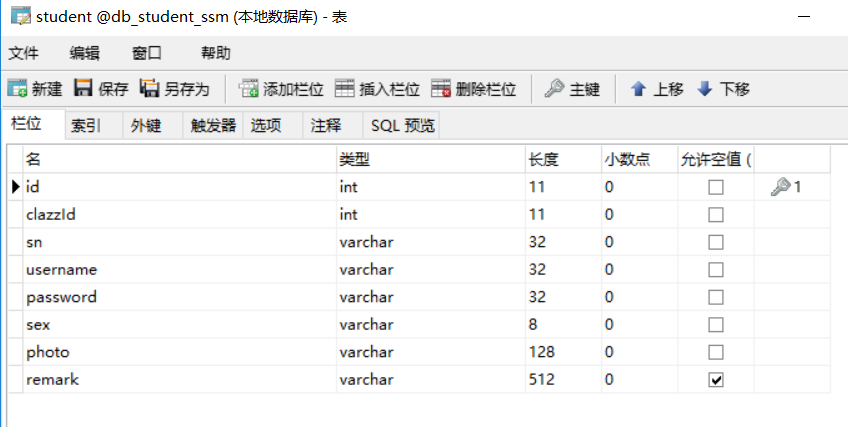 student @db_student_ssm (本地数据库) - 表
文件 编辑 窗口 帮助
新建 保存 另存为 添加栏位 插入栏位 删除栏位 主键 上移 下移
栏位 索引 外键 触发器 选项 注释 SQL 预览
名 类型 长度 小数点 允许空值 (
id int 11 0 1
clazzId int 11 0
sn varchar 32 0
username varchar 32 0
password varchar 32 0
sex varchar 8 0
photo varchar 128 0
remark varchar 512 0